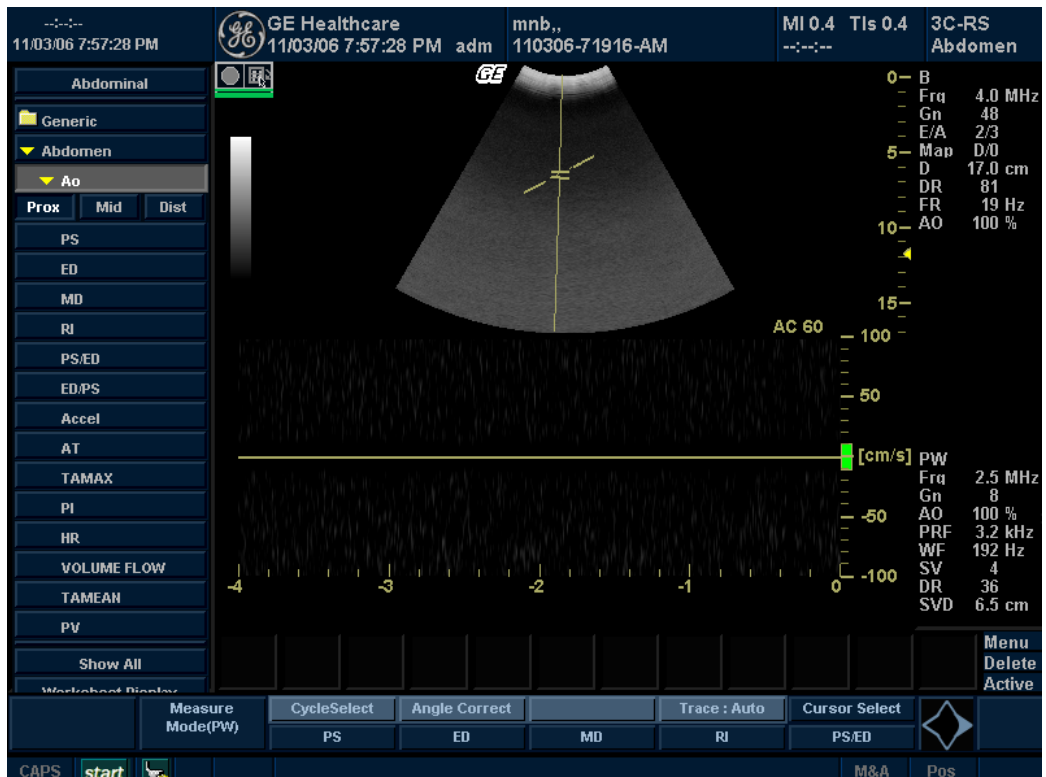 --:--:--
11/03/06 7:57:28 PM
GE Healthcare
11/03/06 7:57:28 PM adm
mnb,,
110306-71916-AM
MI 0.4 TIs 0.4
--:--:--
3C-RS
Abdomen
Abdominal
Generic
Abdomen
Ao
Prox Mid Dist
PS
ED
MD
RI
PS/ED
ED/PS
Accel
AT
TAMAX
PI
HR
VOLUME FLOW
TAMEAN
PV
Show All
Worksheet Display
GE
0
5
10
15
B
Frq 4.0 MHz
Gn 48
E/A 2/3
Map D/0
D 17.0 cm
DR 81
FR 19 Hz
AO 100 %
AC 60
100
50
[cm/s]
-50
-100
-4 -3 -2 -1 0
PW
Frq 2.5 MHz
Gn 8
AO 100 %
PRF 3.2 kHz
WF 192 Hz
SV 4
DR 36
SVD 6.5 cm
Menu
Delete
Active
Measure
Mode(PW)
CycleSelect Angle Correct Trace : Auto Cursor Select
PS ED MD RI PS/ED
CAPS start M&A Pos